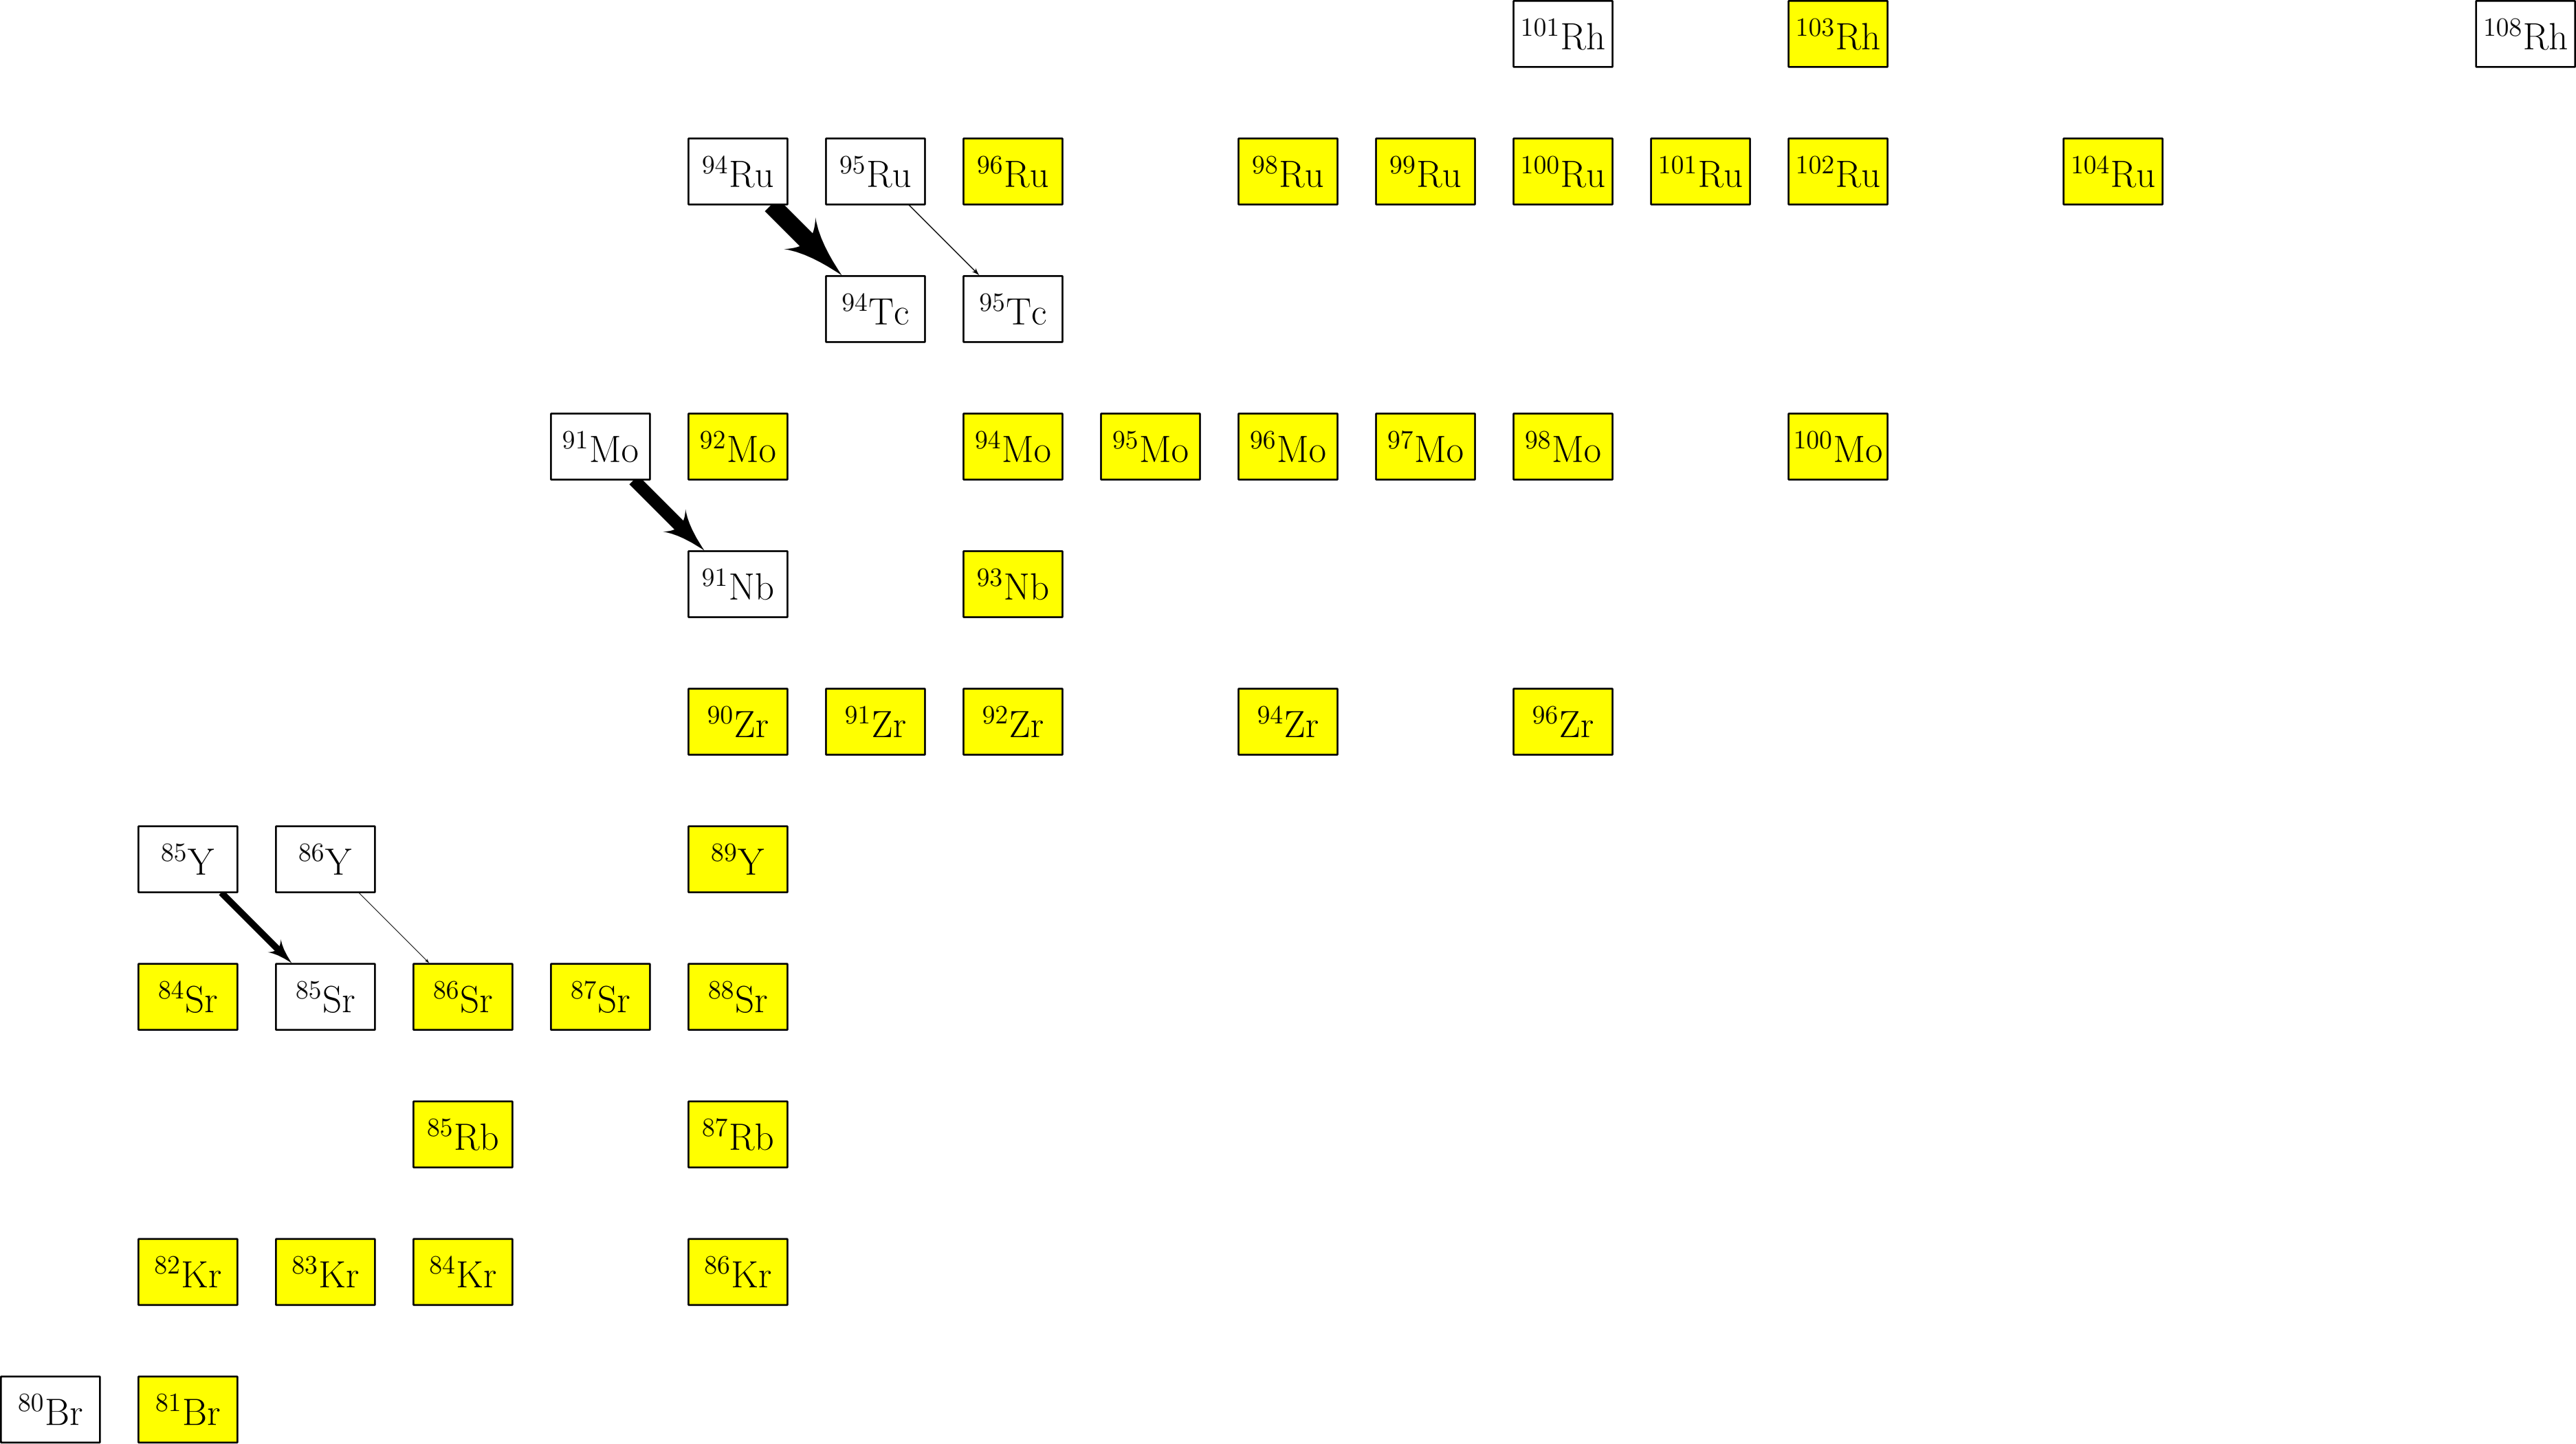 ¹⁰¹Rh ¹⁰³Rh ¹⁰⁸Rh
⁹⁴Ru ⁹⁵Ru ⁹⁶Ru ⁹⁸Ru ⁹⁹Ru ¹⁰⁰Ru ¹⁰¹Ru ¹⁰²Ru ¹⁰⁴Ru
⁹⁴Tc ⁹⁵Tc
⁹¹Mo ⁹²Mo ⁹⁴Mo ⁹⁵Mo ⁹⁶Mo ⁹⁷Mo ⁹⁸Mo ¹⁰⁰Mo
⁹¹Nb ⁹³Nb
⁹⁰Zr ⁹¹Zr ⁹²Zr ⁹⁴Zr ⁹⁶Zr
⁸⁵Y ⁸⁶Y ⁸⁹Y
⁸⁴Sr ⁸⁵Sr ⁸⁶Sr ⁸⁷Sr ⁸⁸Sr
⁸⁵Rb ⁸⁷Rb
⁸²Kr ⁸³Kr ⁸⁴Kr ⁸⁶Kr
⁸⁰Br ⁸¹Br